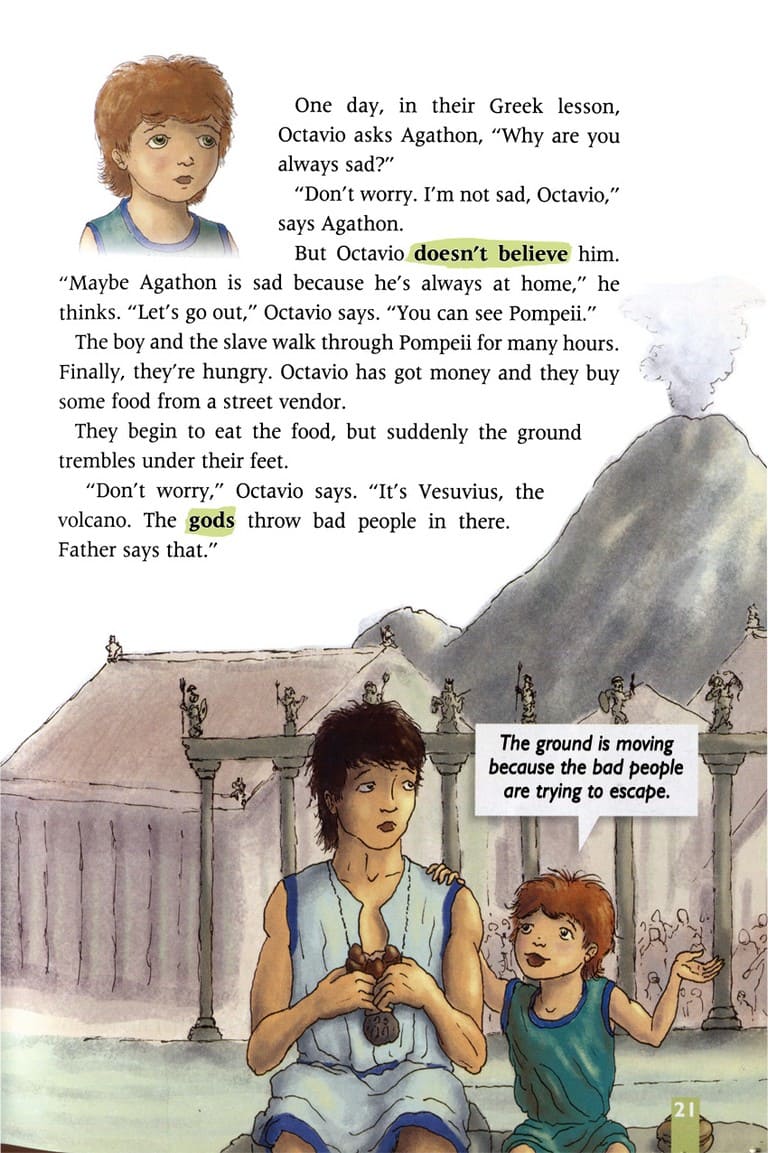 One day, in their Greek lesson,
Octavio asks Agathon, “Why are you
always sad?”
“Don’t worry. I’m not sad, Octavio,”
says Agathon.
But Octavio doesn’t believe him.
“Maybe Agathon is sad because he’s always at home,” he
thinks. “Let’s go out,” Octavio says. “You can see Pompeii.”
The boy and the slave walk through Pompeii for many hours.
Finally, they’re hungry. Octavio has got money and they buy
some food from a street vendor.
They begin to eat the food, but suddenly the ground
trembles under their feet.
“Don’t worry,” Octavio says. “It’s Vesuvius, the
volcano. The gods throw bad people in there.
Father says that.”
The ground is moving
because the bad people
are trying to escape.
21